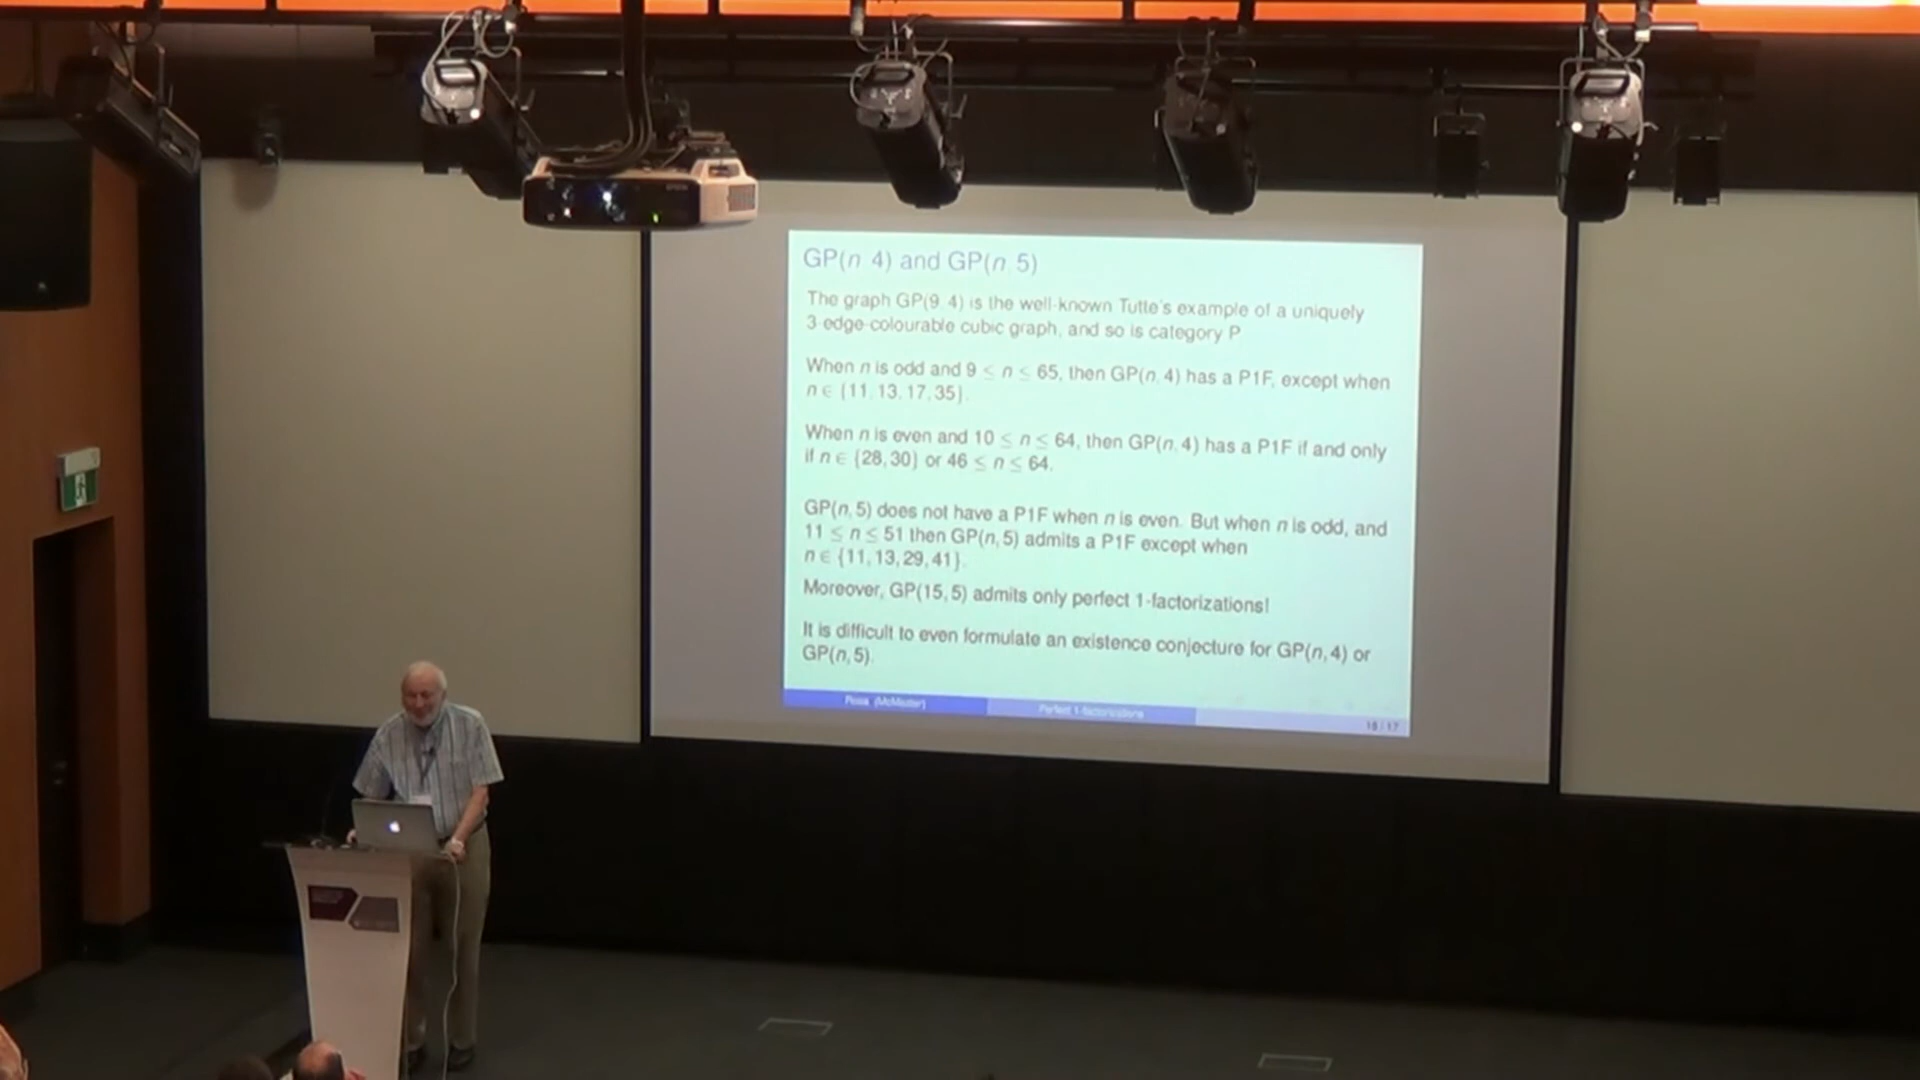 GP(n, 4) and GP(n, 5)
The graph GP(9, 4) is the well-known Tutte's example of a uniquely
3-edge-colourable cubic graph, and so is category P
When n is odd and 9 ≤ n ≤ 65, then GP(n, 4) has a P1F, except when
n ∈ {11, 13, 17, 35}.
When n is even and 10 ≤ n ≤ 64, then GP(n, 4) has a P1F if and only
if n ∈ {28, 30} or 46 ≤ n ≤ 64.
GP(n, 5) does not have a P1F when n is even. But when n is odd, and
11 ≤ n ≤ 51 then GP(n, 5) admits a P1F except when
n ∈ {11, 13, 29, 41}.
Moreover, GP(15, 5) admits only perfect 1-factorizations!
It is difficult to even formulate an existence conjecture for GP(n, 4) or
GP(n, 5).
Rosa (McMaster)
Perfect 1-factorizations
16 / 17
EPSON